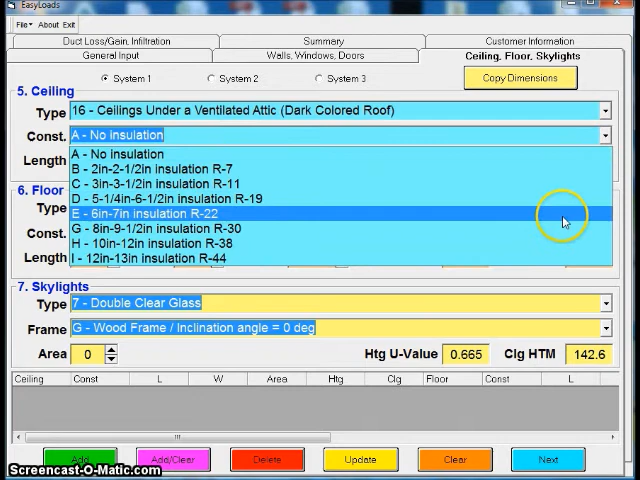 EasyLoads
File About Exit
Duct Loss/Gain, Infiltration Summary Customer Information
General Input Walls, Windows, Doors Ceiling, Floor, Skylights
System 1 System 2 System 3 Copy Dimensions
5. Ceiling
Type 16 - Ceilings Under a Ventilated Attic (Dark Colored Roof)
Const. A - No insulation
Length
A - No insulation
B - 2in-2-1/2in insulation R-7
C - 3in-3-1/2in insulation R-11
D - 5-1/4in-6-1/2in insulation R-19
E - 6in-7in insulation R-22
G - 8in-9-1/2in insulation R-30
H - 10in-12in insulation R-38
I - 12in-13in insulation R-44
6. Floor
Type
Const.
Length
7. Skylights
Type 7 - Double Clear Glass
Frame G - Wood Frame / Inclination angle = 0 deg
Area 0 Htg U-Value 0.665 Clg HTM 142.6
Ceiling Const L W Area Htg Clg Floor Const L
Add Add/Clear Delete Update Clear Next
Screencast-O-Matic.com